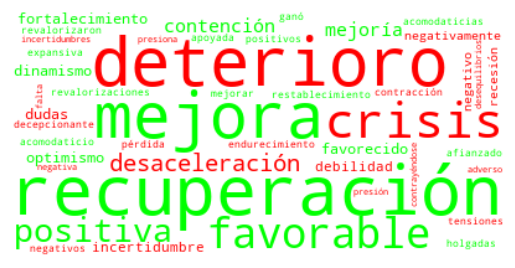 fortalecimiento
ganó
acomodaticias
revalorizaron
contención
mejoría
incertidumbres
presiona
apoyada
positivos
negativamente
expansiva
deterioro
dinamismo
negativo
desequilibrios
recesión
revalorizaciones
mejorar
restablecimiento
contracción
falta
mejora
crisis
dudas
decepcionante
acomodaticio
pérdida
endurecimiento
favorecido
contrayéndose
afianzado
optimismo
desaceleración
debilidad
negativa
adverso
recuperación
presión
positiva
favorable
tensiones
negativos
incertidumbre
holgadas